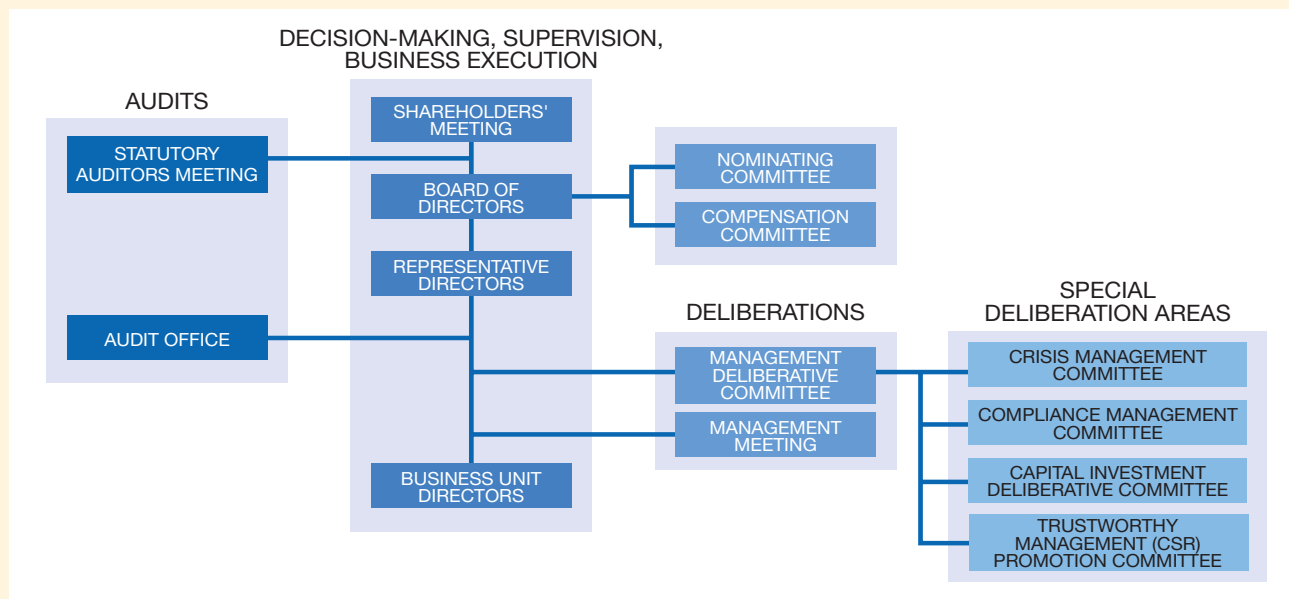 DECISION-MAKING, SUPERVISION,
BUSINESS EXECUTION
AUDITS
STATUTORY
AUDITORS MEETING
AUDIT OFFICE
SHAREHOLDERS'
MEETING
BOARD OF
DIRECTORS
REPRESENTATIVE
DIRECTORS
BUSINESS UNIT
DIRECTORS
NOMINATING
COMMITTEE
COMPENSATION
COMMITTEE
DELIBERATIONS
MANAGEMENT
DELIBERATIVE
COMMITTEE
MANAGEMENT
MEETING
SPECIAL
DELIBERATION AREAS
CRISIS MANAGEMENT
COMMITTEE
COMPLIANCE MANAGEMENT
COMMITTEE
CAPITAL INVESTMENT
DELIBERATIVE COMMITTEE
TRUSTWORTHY
MANAGEMENT (CSR)
PROMOTION COMMITTEE